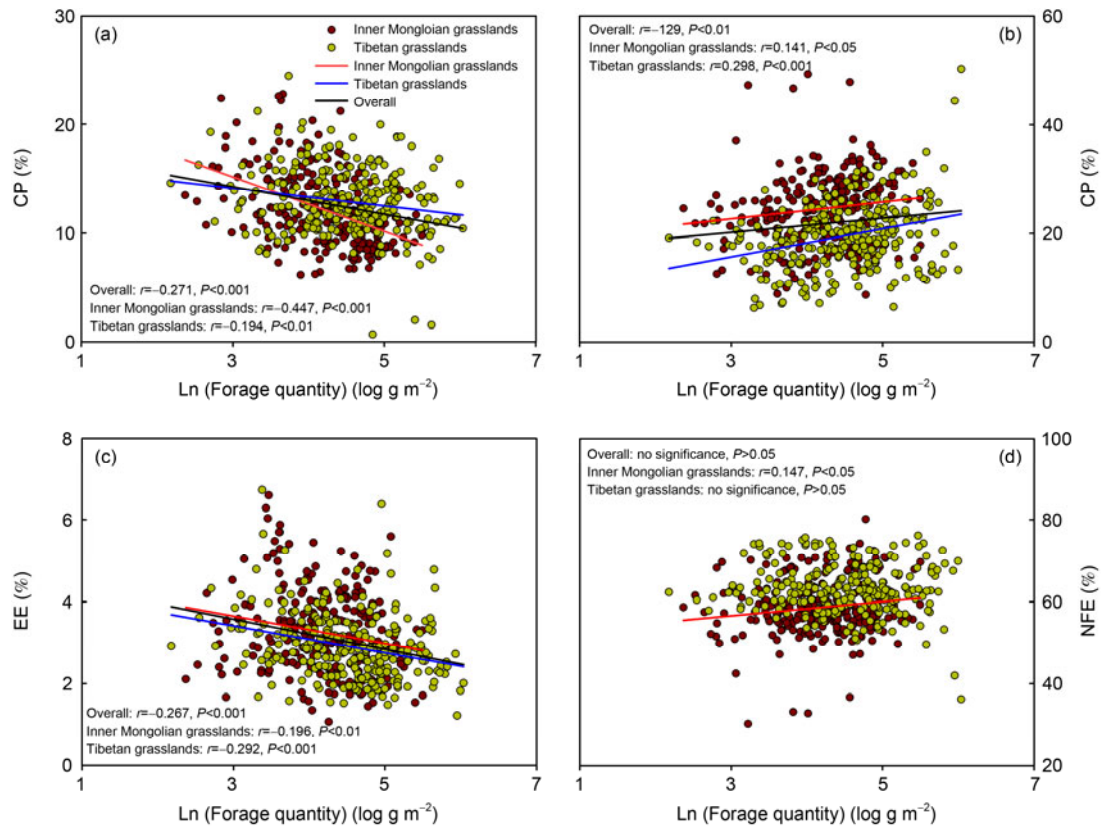 30
20
10
0
CP (%)
(a)
Inner Mongloian grasslands
Tibetan grasslands
Inner Mongolian grasslands
Tibetan grasslands
Overall
Overall: r=−0.271, P<0.001
Inner Mongolian grasslands: r=−0.447, P<0.001
Tibetan grasslands: r=−0.194, P<0.01
1 3 5 7
Ln (Forage quantity) (log g m⁻²)
Overall: r=−129, P<0.01
Inner Mongolian grasslands: r=0.141, P<0.05
Tibetan grasslands: r=0.298, P<0.001
(b)
60
40
20
0
CP (%)
1 3 5 7
Ln (Forage quantity) (log g m⁻²)
8
6
4
2
0
EE (%)
(c)
Overall: r=−0.267, P<0.001
Inner Mongolian grasslands: r=−0.196, P<0.01
Tibetan grasslands: r=−0.292, P<0.001
1 3 5 7
Ln (Forage quantity) (log g m⁻²)
Overall: no significance, P>0.05
Inner Mongolian grasslands: r=0.147, P<0.05
Tibetan grasslands: no significance, P>0.05
(d)
100
80
60
40
20
NFE (%)
1 3 5 7
Ln (Forage quantity) (log g m⁻²)